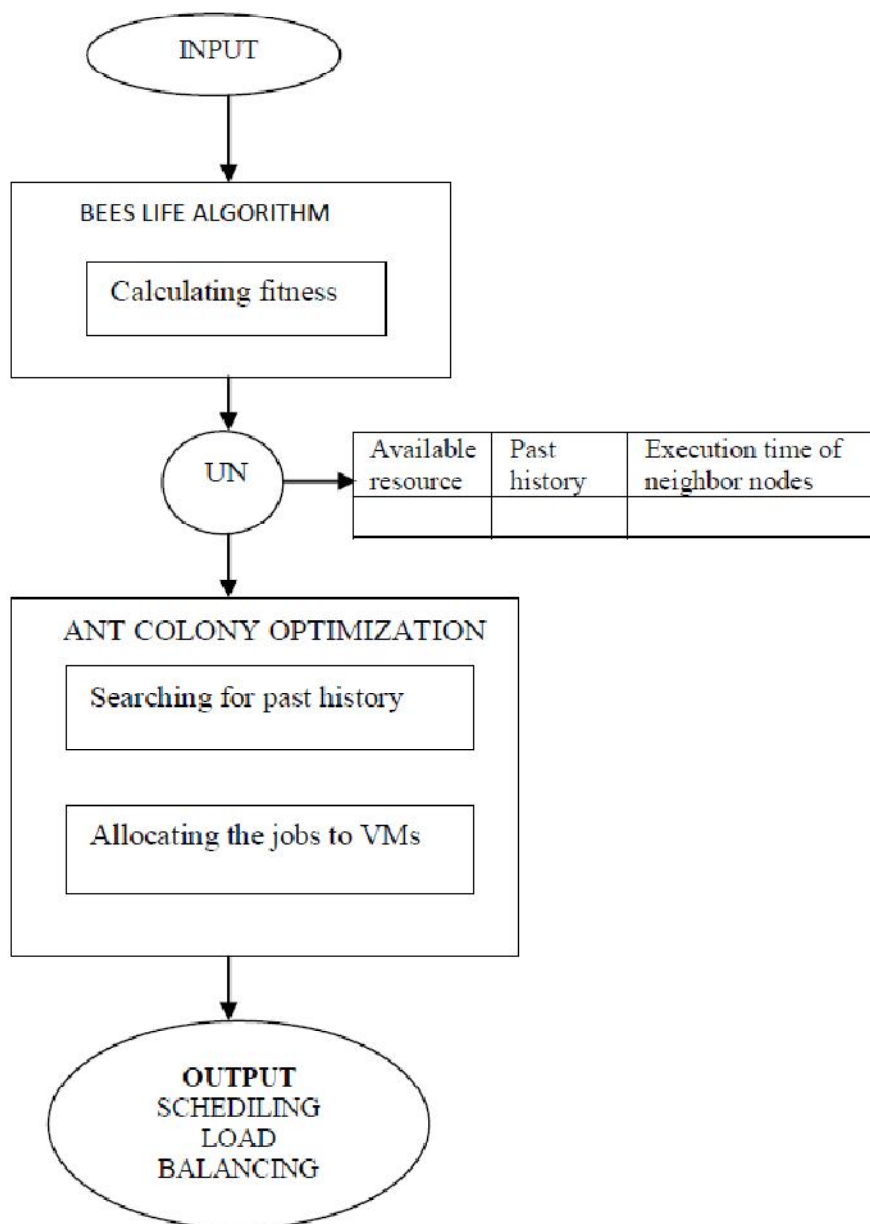 INPUT
BEES LIFE ALGORITHM
Calculating fitness
UN
Available resource
Past history
Execution time of neighbor nodes
ANT COLONY OPTIMIZATION
Searching for past history
Allocating the jobs to VMs
OUTPUT
SCHEDILING
LOAD
BALANCING